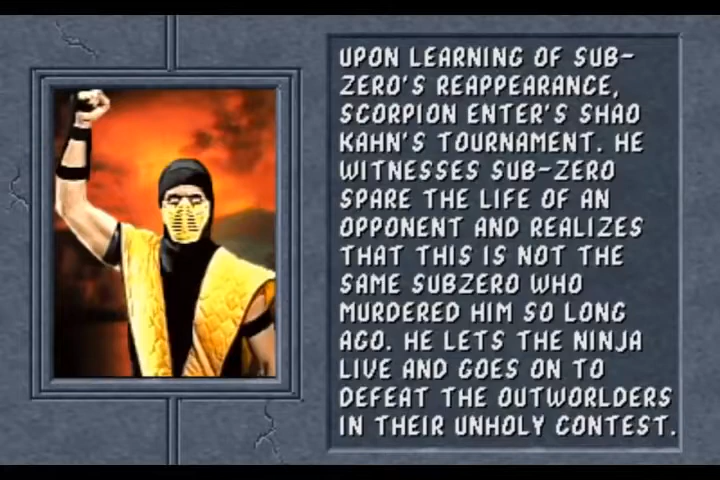 UPON LEARNING OF SUB-
ZERO'S REAPPEARANCE,
SCORPION ENTER'S SHAO
KAHN'S TOURNAMENT. HE
WITNESSES SUB-ZERO
SPARE THE LIFE OF AN
OPPONENT AND REALIZES
THAT THIS IS NOT THE
SAME SUBZERO WHO
MURDERED HIM SO LONG
AGO. HE LETS THE NINJA
LIVE AND GOES ON TO
DEFEAT THE OUTWORLDERS
IN THEIR UNHOLY CONTEST.